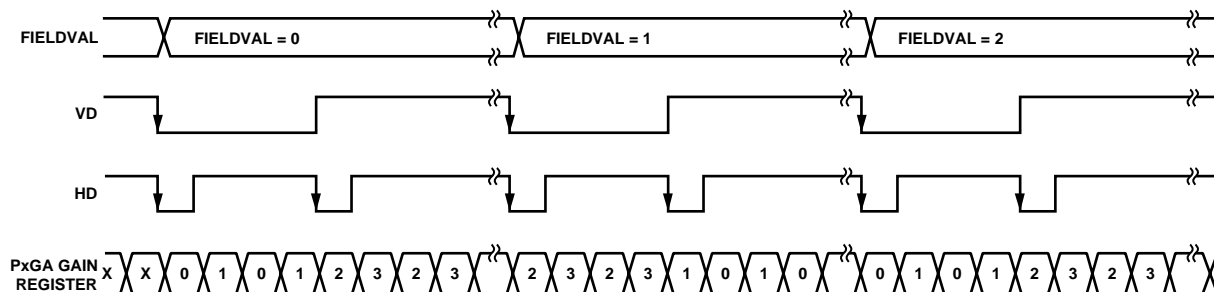 FIELDVAL
FIELDVAL = 0
FIELDVAL = 1
FIELDVAL = 2
VD
HD
PxGA GAIN
REGISTER
X X 0 1 0 1 2 3 2 3 2 3 2 3 1 0 1 0 0 1 0 1 2 3 2 3